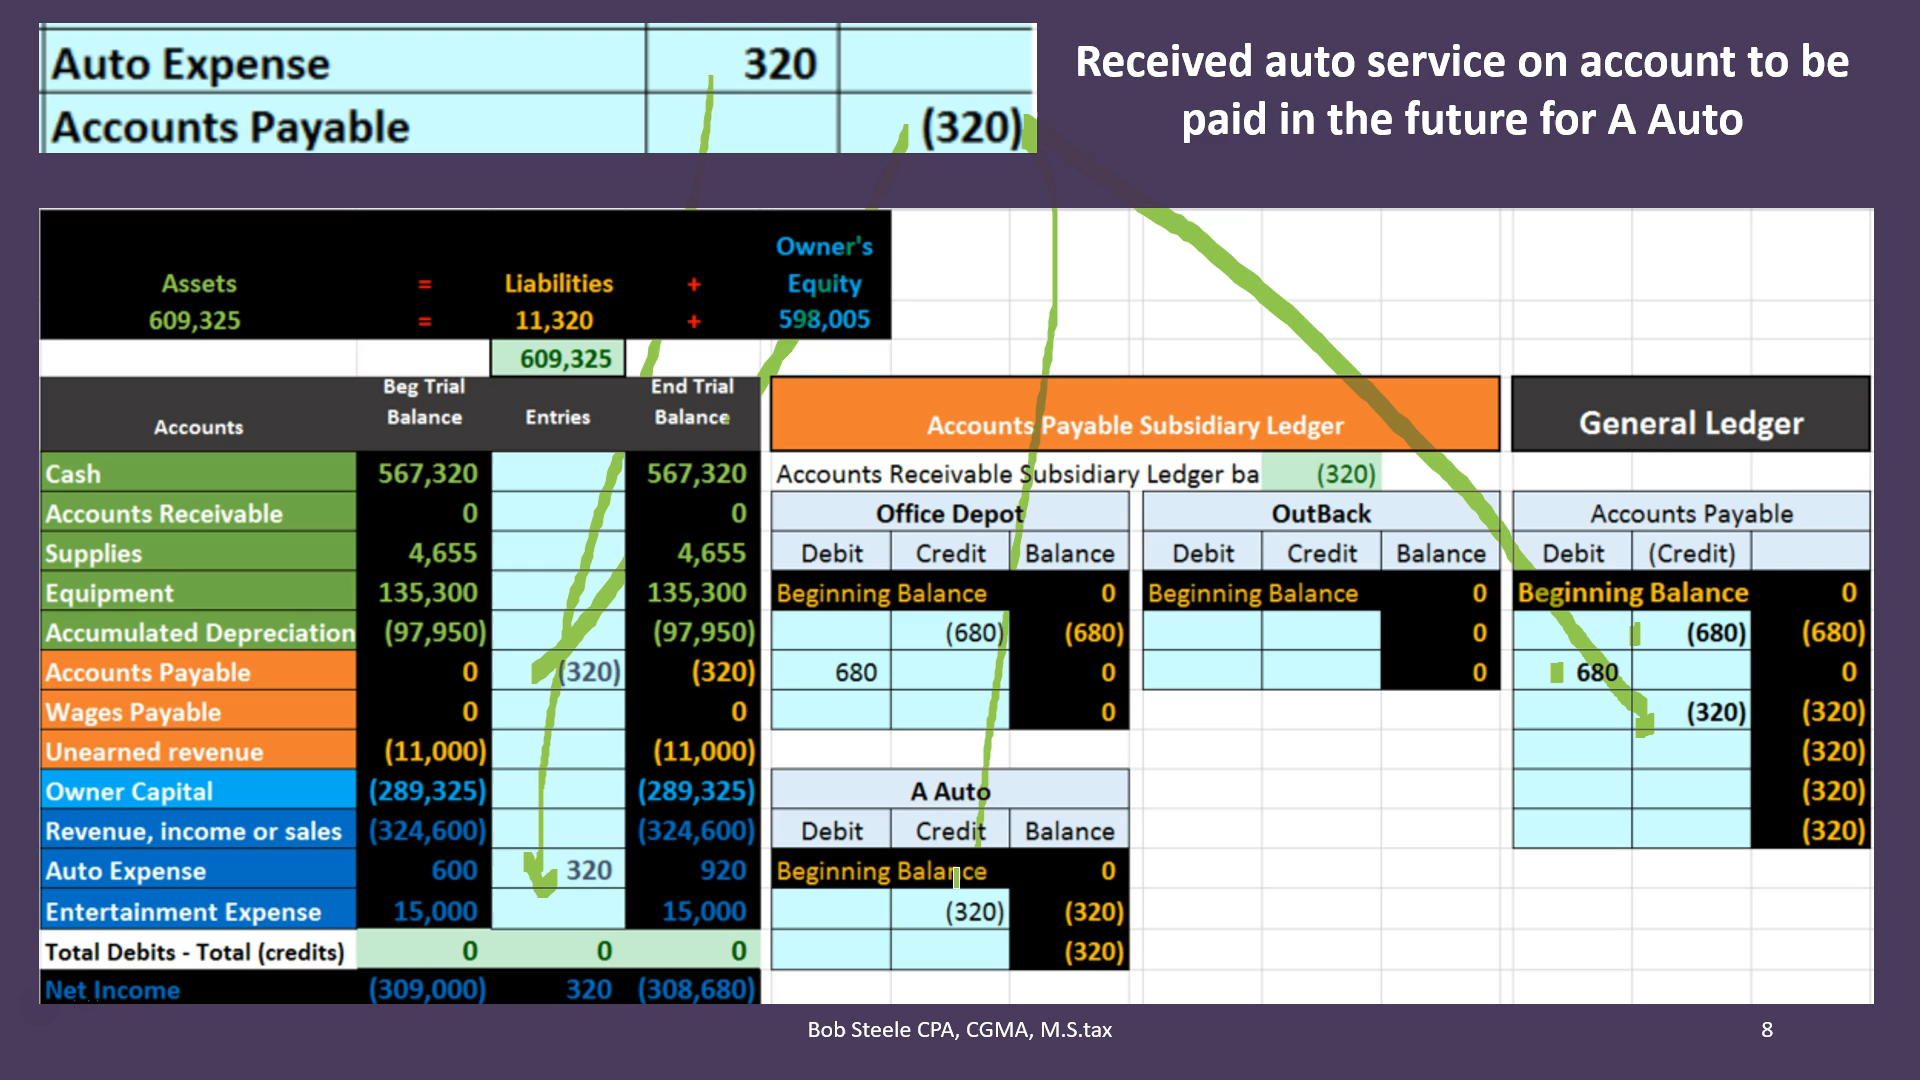 Auto Expense 320
Accounts Payable (320)
Received auto service on account to be
paid in the future for A Auto
Owner's
Assets = Liabilities + Equity
609,325 = 11,320 + 598,005
609,325
Accounts Beg Trial Balance Entries End Trial Balance
Cash 567,320 567,320
Accounts Receivable 0 0
Supplies 4,655 4,655
Equipment 135,300 135,300
Accumulated Depreciation (97,950) (97,950)
Accounts Payable 0 (320) (320)
Wages Payable 0 0
Unearned revenue (11,000) (11,000)
Owner Capital (289,325) (289,325)
Revenue, income or sales (324,600) (324,600)
Auto Expense 600 320 920
Entertainment Expense 15,000 15,000
Total Debits - Total (credits) 0 0 0
Net Income (309,000) 320 (308,680)
Accounts Payable Subsidiary Ledger
Accounts Receivable Subsidiary Ledger ba (320)
Office Depot
Debit Credit Balance
Beginning Balance 0
(680) (680)
680 0
0
OutBack
Debit Credit Balance
Beginning Balance 0
0
0
A Auto
Debit Credit Balance
Beginning Balance 0
(320) (320)
(320)
General Ledger
Accounts Payable
Debit (Credit)
Beginning Balance 0
(680) (680)
680 0
(320) (320)
(320)
(320)
(320)
Bob Steele CPA, CGMA, M.S.tax
8